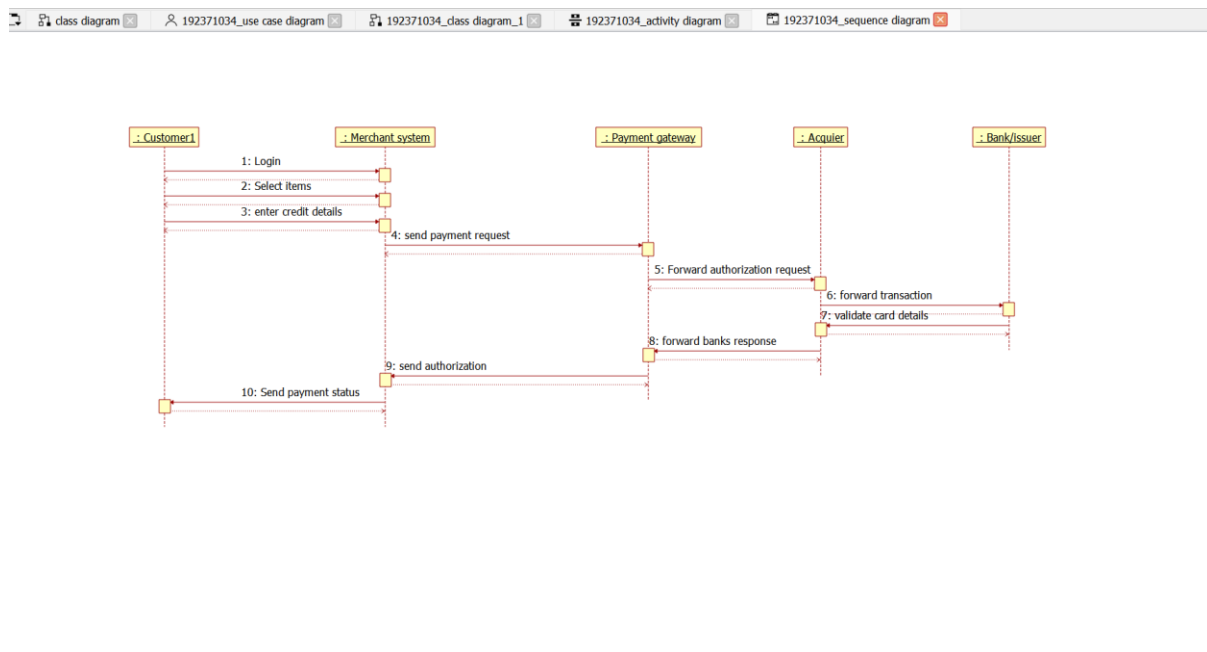 class diagram
192371034_use case diagram
192371034_class diagram_1
192371034_activity diagram
192371034_sequence diagram
: Customer1
: Merchant system
: Payment gateway
: Acquier
: Bank/issuer
1: Login
2: Select items
3: enter credit details
4: send payment request
5: Forward authorization request
6: forward transaction
7: validate card details
8: forward banks response
9: send authorization
10: Send payment status